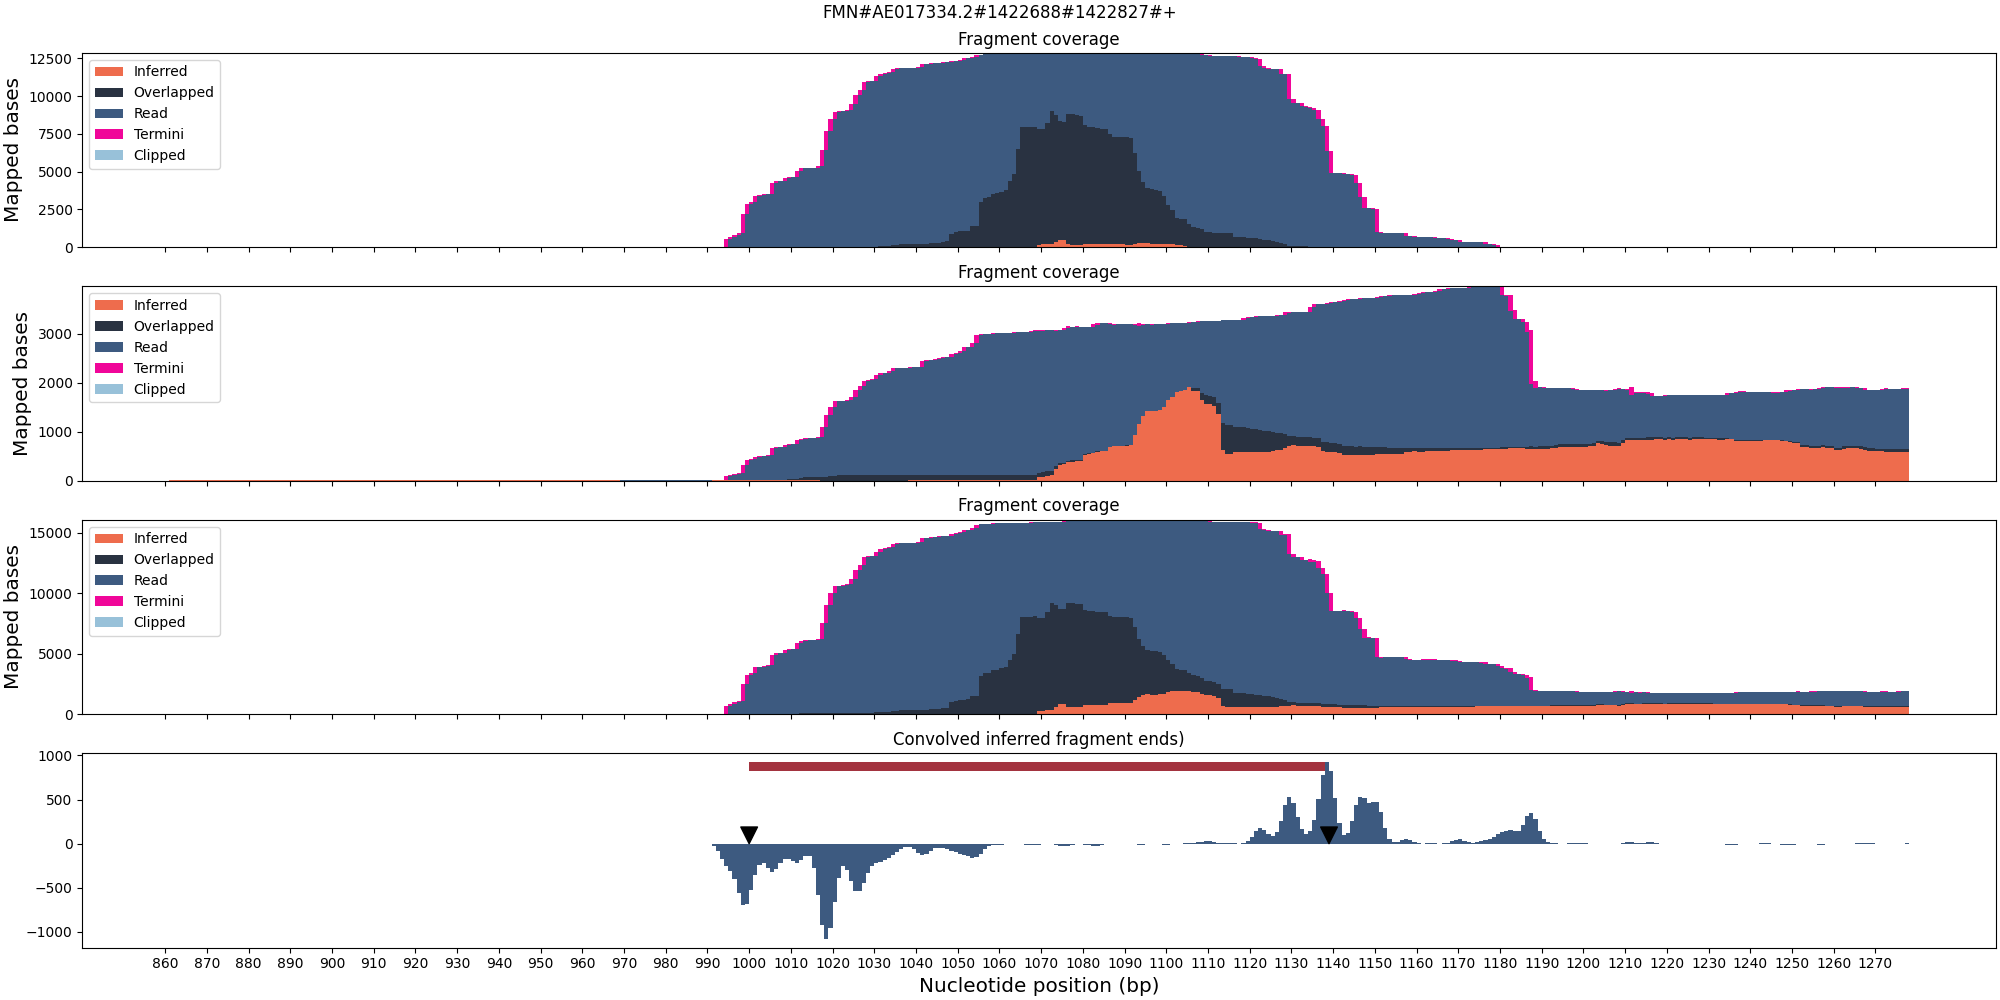 FMN#AE017334.2#1422688#1422827#+
Fragment coverage
12500
10000
7500
5000
2500
0
Mapped bases
Inferred
Overlapped
Read
Termini
Clipped
Fragment coverage
3000
2000
1000
0
Mapped bases
Inferred
Overlapped
Read
Termini
Clipped
Fragment coverage
15000
10000
5000
0
Mapped bases
Inferred
Overlapped
Read
Termini
Clipped
Convolved inferred fragment ends)
1000
500
0
−500
−1000
860 870 880 890 900 910 920 930 940 950 960 970 980 990 1000 1010 1020 1030 1040 1050 1060 1070 1080 1090 1100 1110 1120 1130 1140 1150 1160 1170 1180 1190 1200 1210 1220 1230 1240 1250 1260 1270
Nucleotide position (bp)